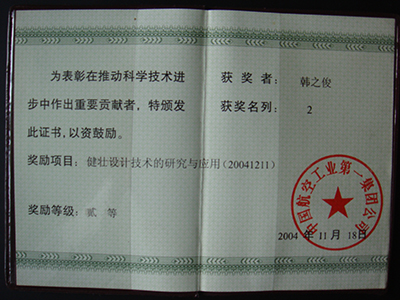 为表彰在推动科学技术进
步中作出重要贡献者，特颁发
此证书，以资鼓励。
奖励项目：健壮设计技术的研究与应用(20041211)
奖励等级：贰 等
获 奖 者： 韩之俊
获奖名列： 2
中国航空工业第一集团公司
2004 年 11 月 18 日